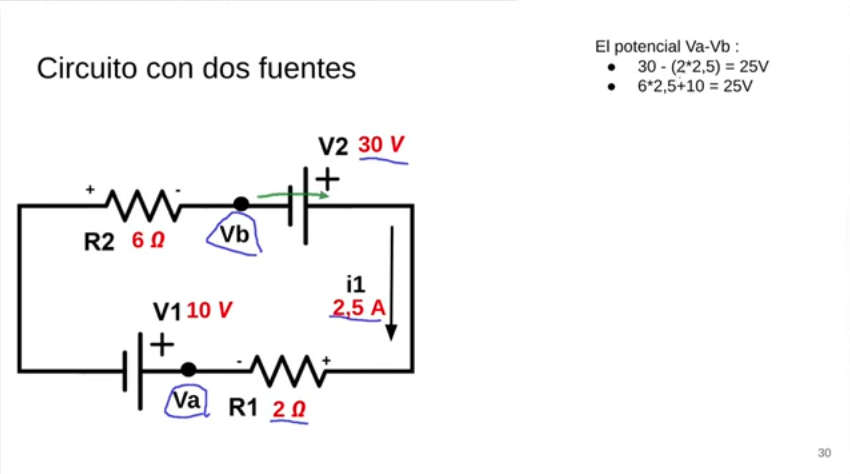 El potencial Va-Vb :
● 30 - (2*2,5) = 25V
● 6*2,5+10 = 25V
Circuito con dos fuentes
V2 30 V
+
+ -
Vb
R2 6 Ω
i1
2,5 A
V1 10 V
+
- +
Va
R1 2 Ω
30